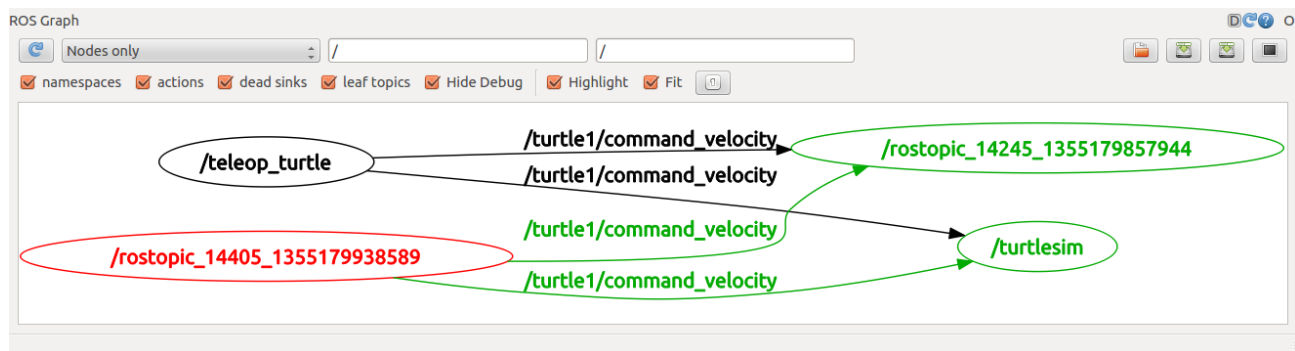 ROS Graph D ? O
Nodes only / /
namespaces actions dead sinks leaf topics Hide Debug Highlight Fit
/teleop_turtle
/turtle1/command_velocity
/rostopic_14245_1355179857944
/turtle1/command_velocity
/rostopic_14405_1355179938589
/turtle1/command_velocity
/turtlesim
/turtle1/command_velocity